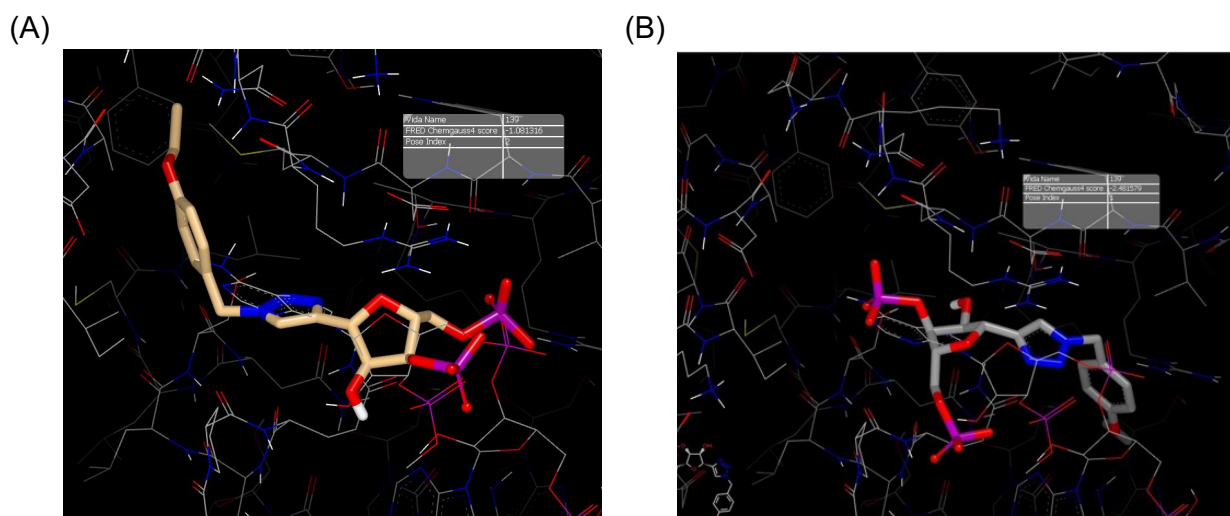 (A)
(B)
Vida Name 139
FRED Chemgauss4 score -1.081316
Pose Index 2
Vida Name 139
FRED Chemgauss4 score -2.481579
Pose Index 1